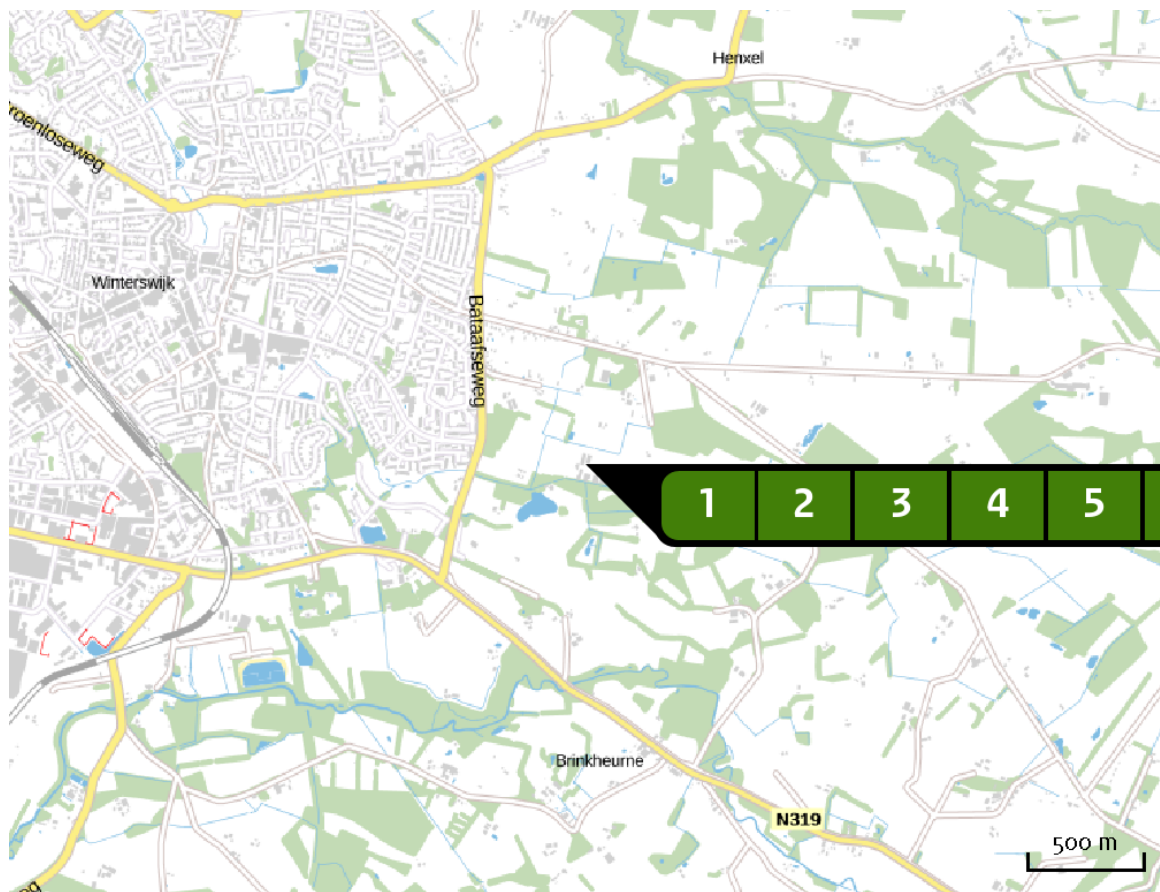 Henxel
roenloseweg
Winterswijk
Bataafseweg
1 2 3 4 5
Brinkheurne
N319
500 m